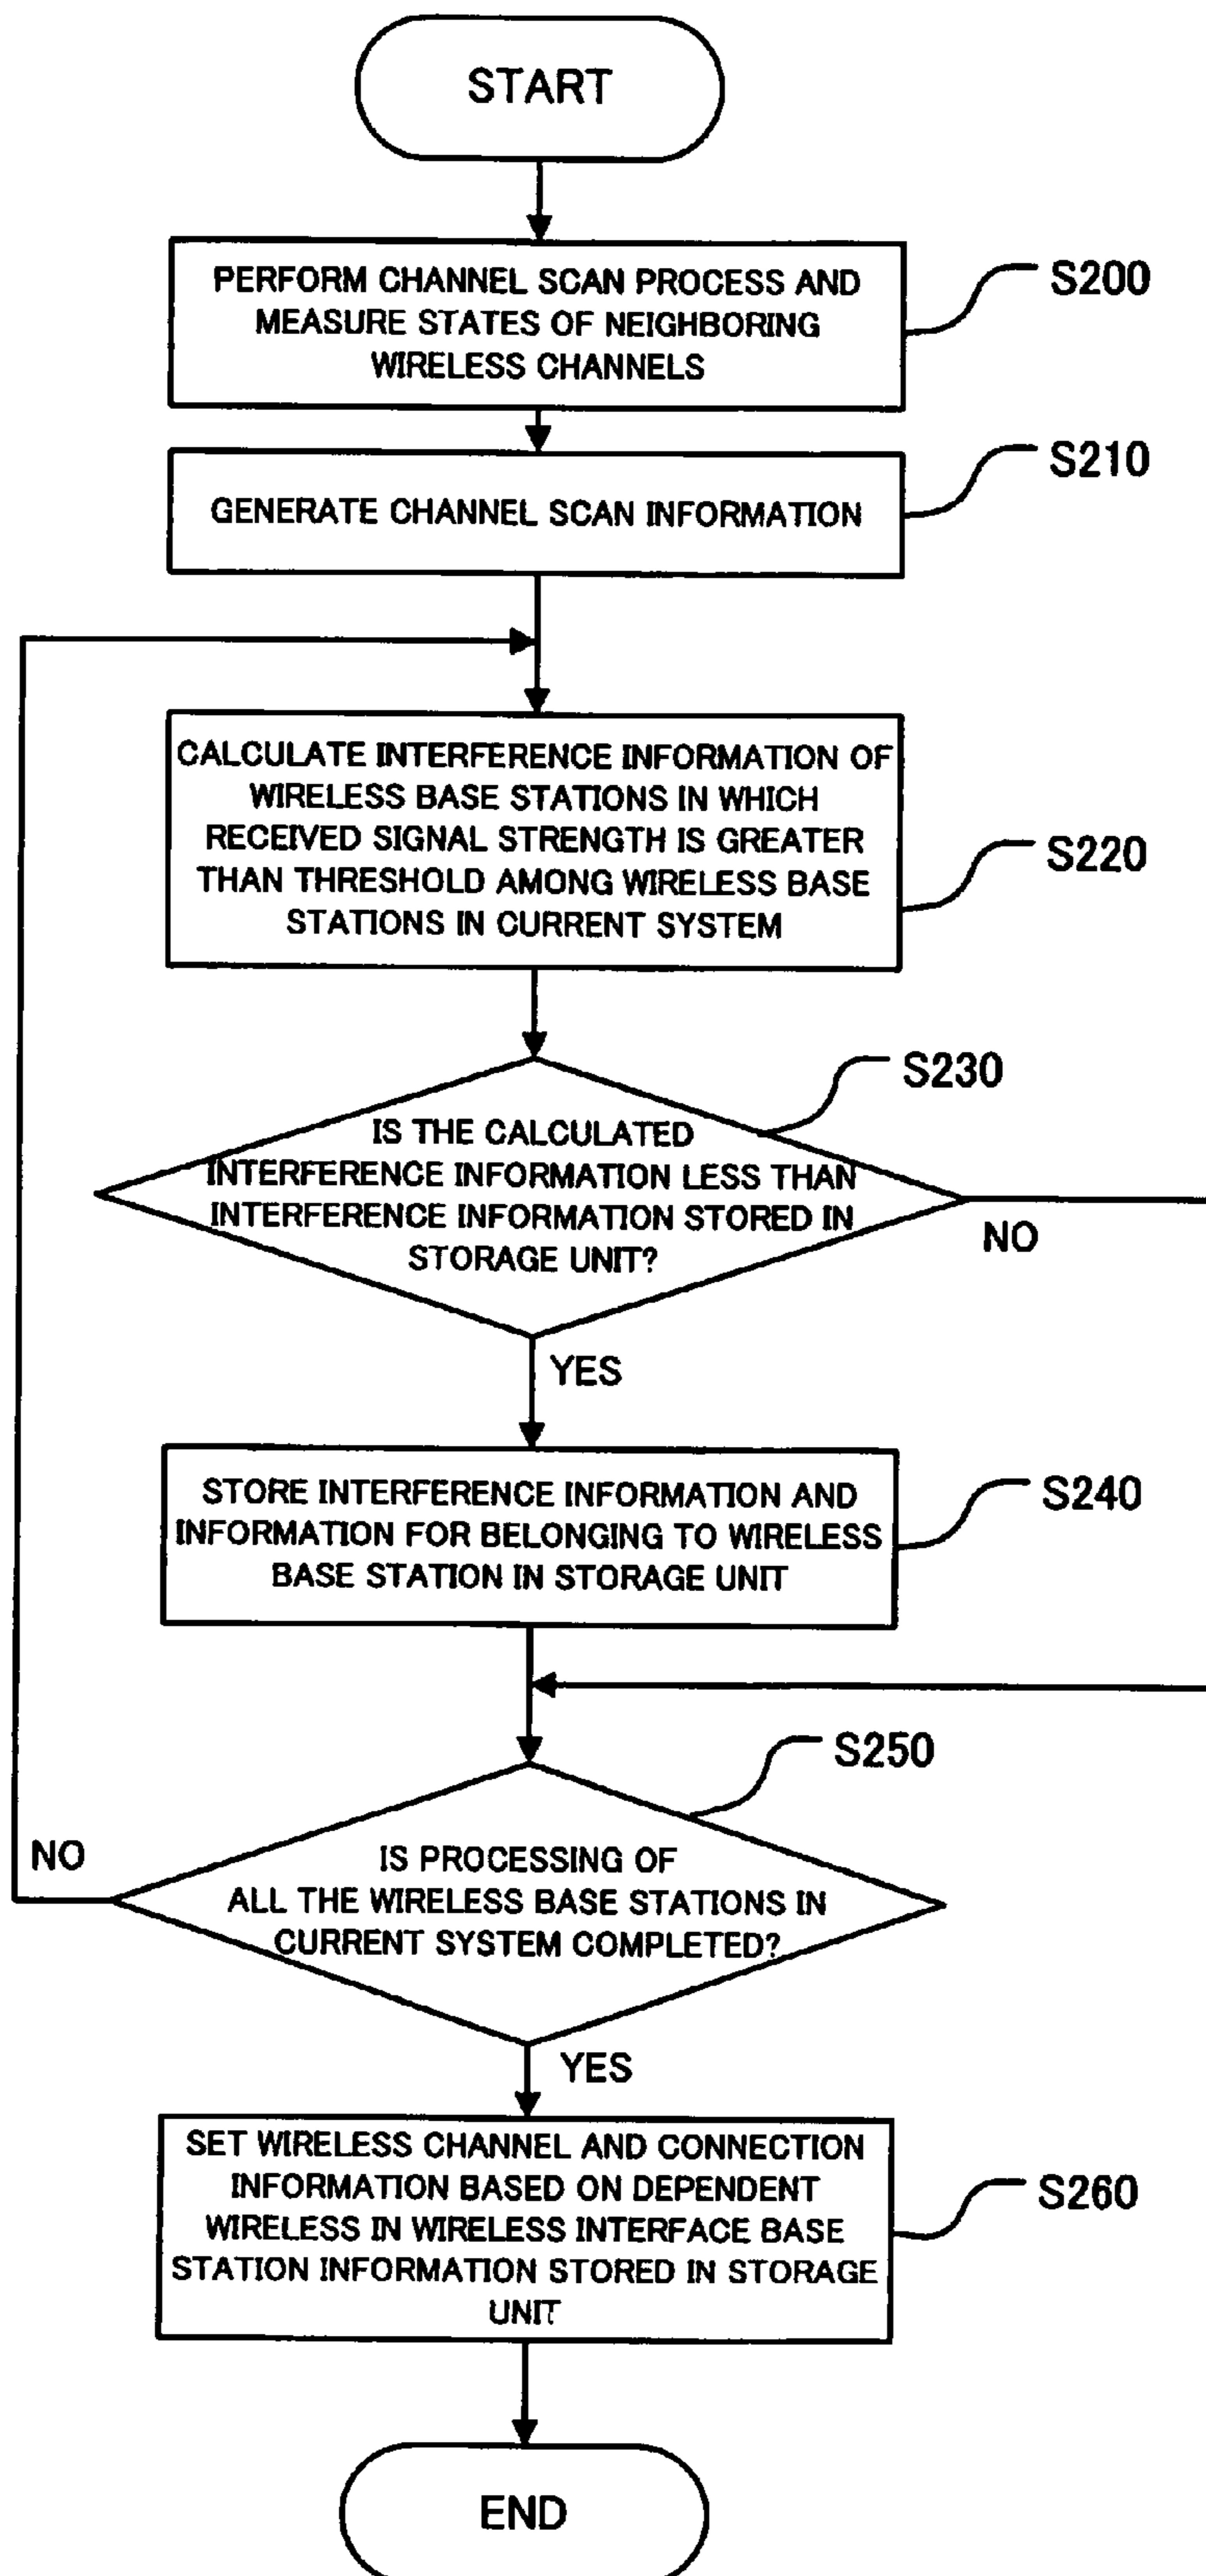 START
PERFORM CHANNEL SCAN PROCESS AND
MEASURE STATES OF NEIGHBORING
WIRELESS CHANNELS
S200
GENERATE CHANNEL SCAN INFORMATION
S210
CALCULATE INTERFERENCE INFORMATION OF
WIRELESS BASE STATIONS IN WHICH
RECEIVED SIGNAL STRENGTH IS GREATER
THAN THRESHOLD AMONG WIRELESS BASE
STATIONS IN CURRENT SYSTEM
S220
S230
IS THE CALCULATED
INTERFERENCE INFORMATION LESS THAN
INTERFERENCE INFORMATION STORED IN
STORAGE UNIT?
NO
YES
STORE INTERFERENCE INFORMATION AND
INFORMATION FOR BELONGING TO WIRELESS
BASE STATION IN STORAGE UNIT
S240
S250
NO
IS PROCESSING OF
ALL THE WIRELESS BASE STATIONS IN
CURRENT SYSTEM COMPLETED?
YES
SET WIRELESS CHANNEL AND CONNECTION
INFORMATION BASED ON DEPENDENT
WIRELESS IN WIRELESS INTERFACE BASE
STATION INFORMATION STORED IN STORAGE
UNIT
S260
END